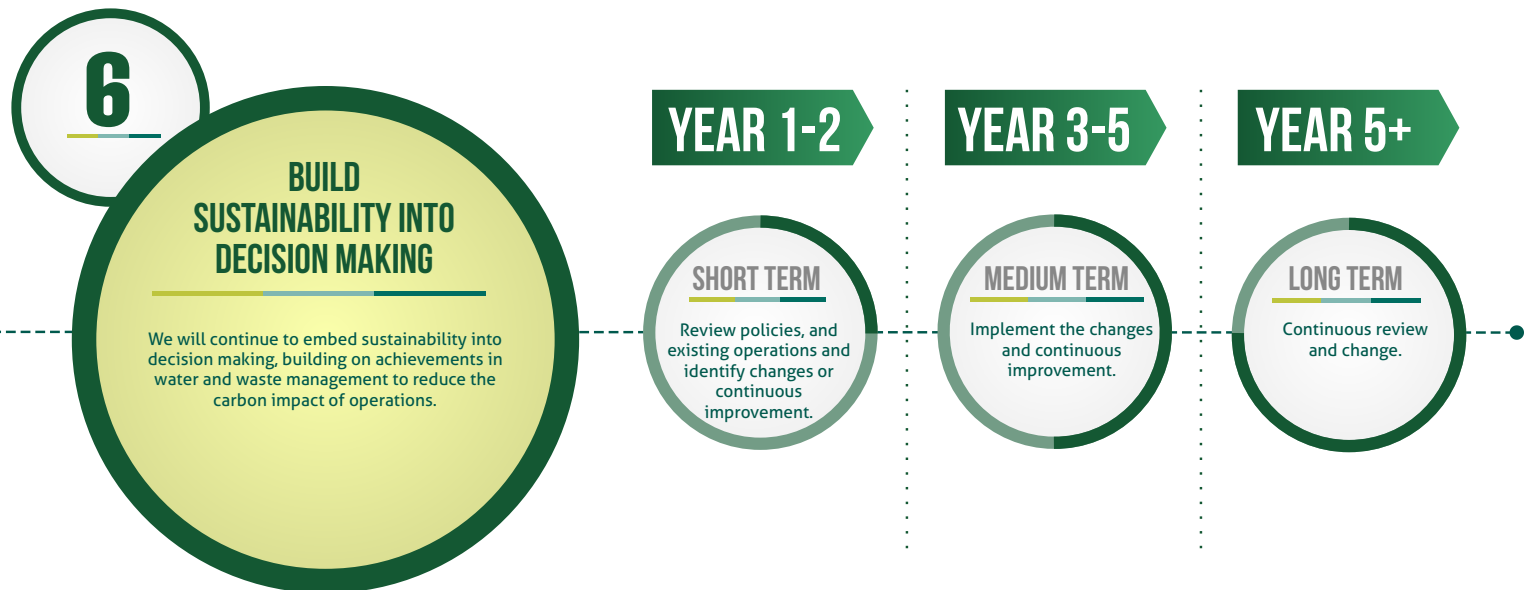 6
BUILD
SUSTAINABILITY INTO
DECISION MAKING
We will continue to embed sustainability into
decision making, building on achievements in
water and waste management to reduce the
carbon impact of operations.
YEAR 1-2
SHORT TERM
Review policies, and
existing operations and
identify changes or
continuous
improvement.
YEAR 3-5
MEDIUM TERM
Implement the changes
and continuous
improvement.
YEAR 5+
LONG TERM
Continuous review
and change.